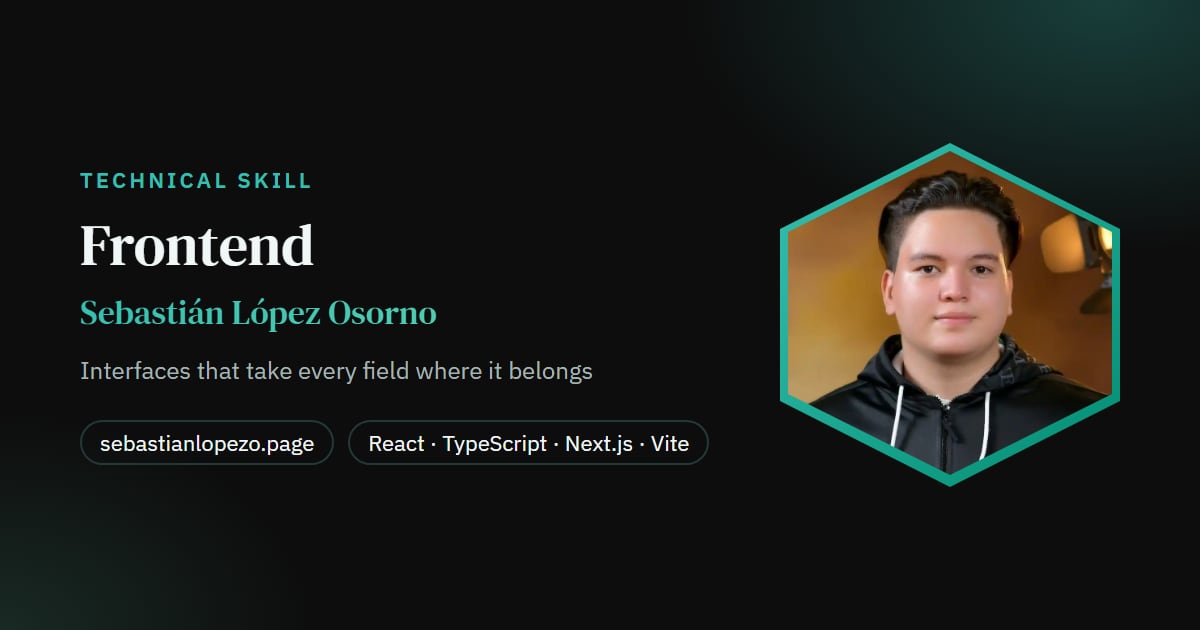 TECHNICAL SKILL
Frontend
Sebastián López Osorno
Interfaces that take every field where it belongs
sebastianlopezo.page
React · TypeScript · Next.js · Vite